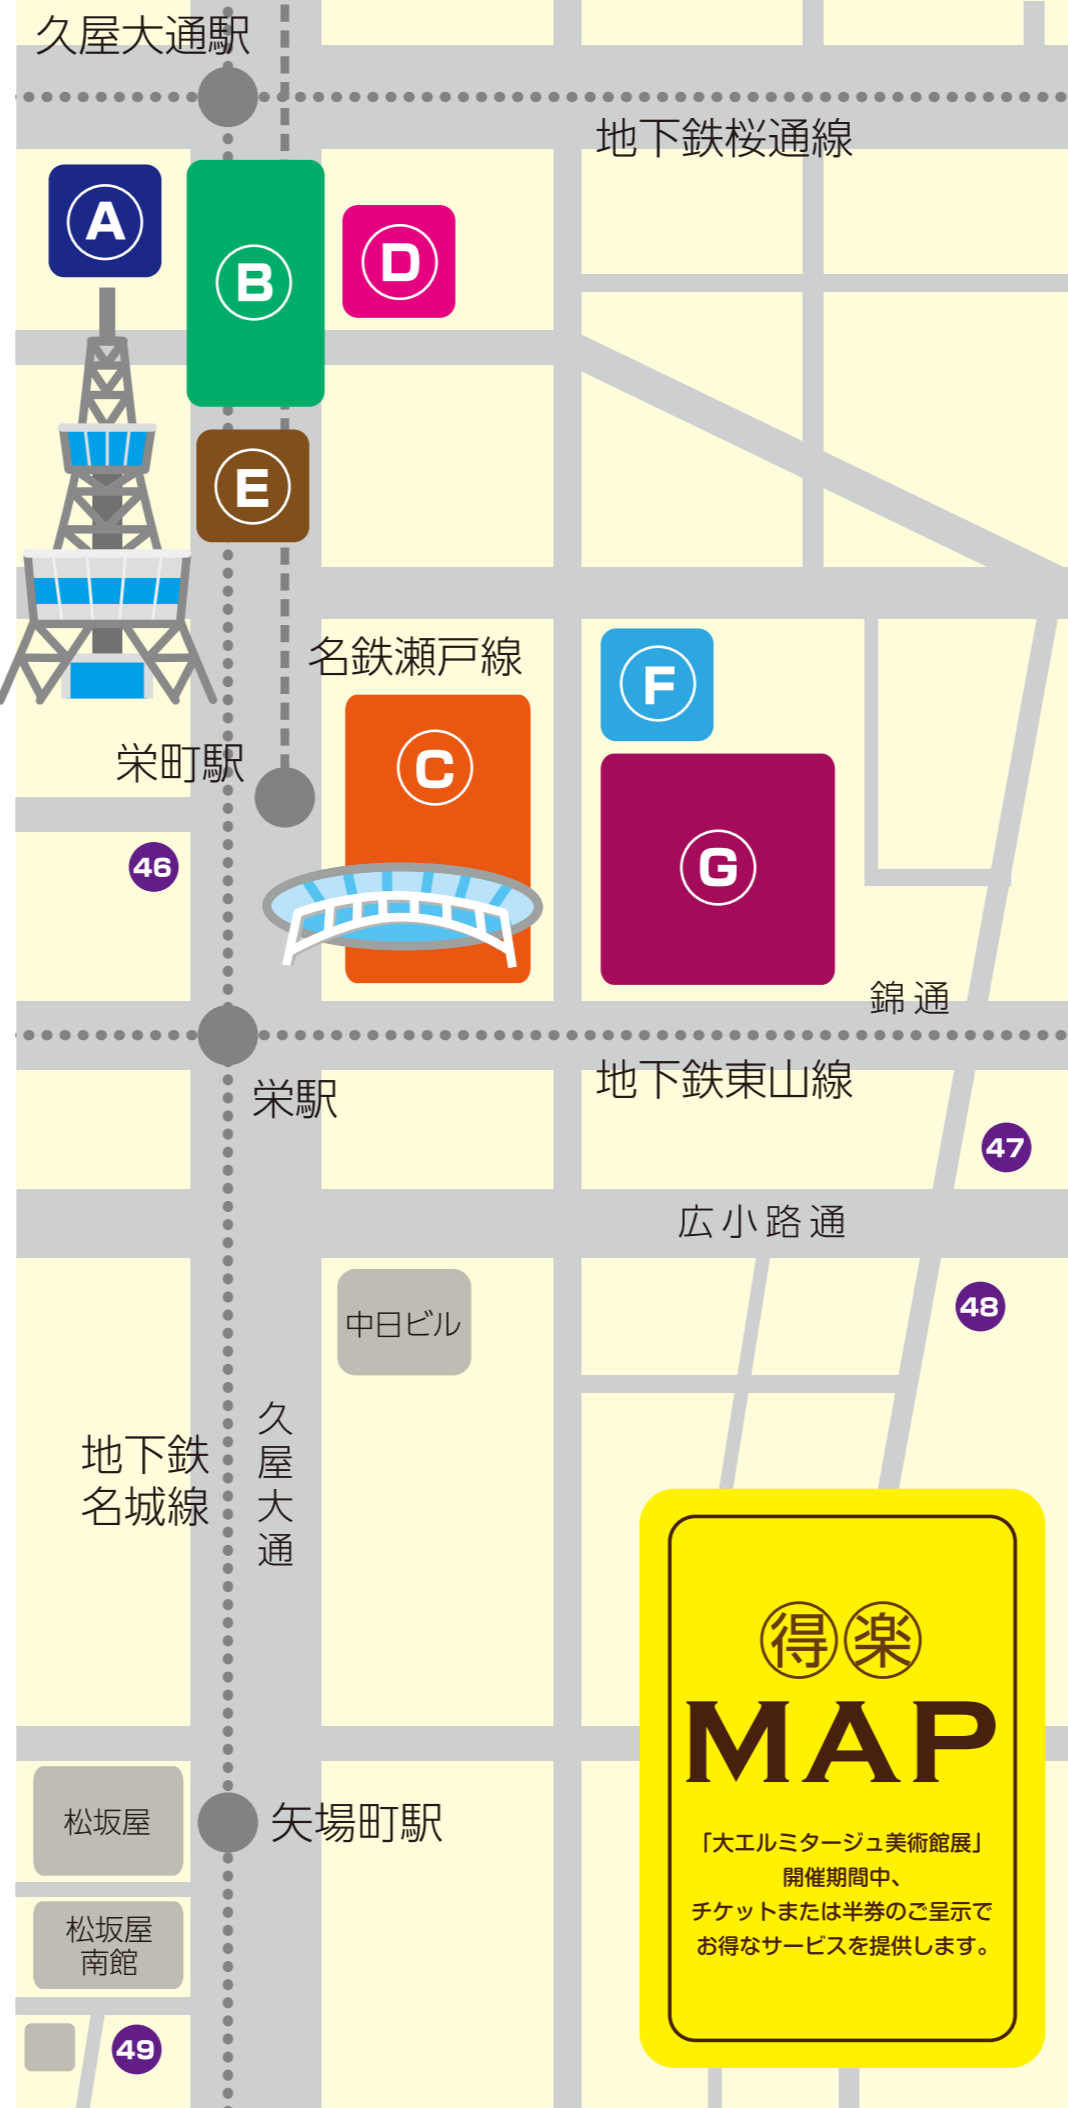 久屋大通駅
地下鉄桜通線
A
B
D
E
名鉄瀬戸線
F
C
栄町駅
G
46
錦通
栄駅
地下鉄東山線
47
広小路通
48
中日ビル
久屋大通
地下鉄
名城線
得楽
MAP
「大エルミタージュ美術館展」
開催期間中、
チケットまたは半券のご呈示で
お得なサービスを提供します。
松坂屋
矢場町駅
松坂屋
南館
49